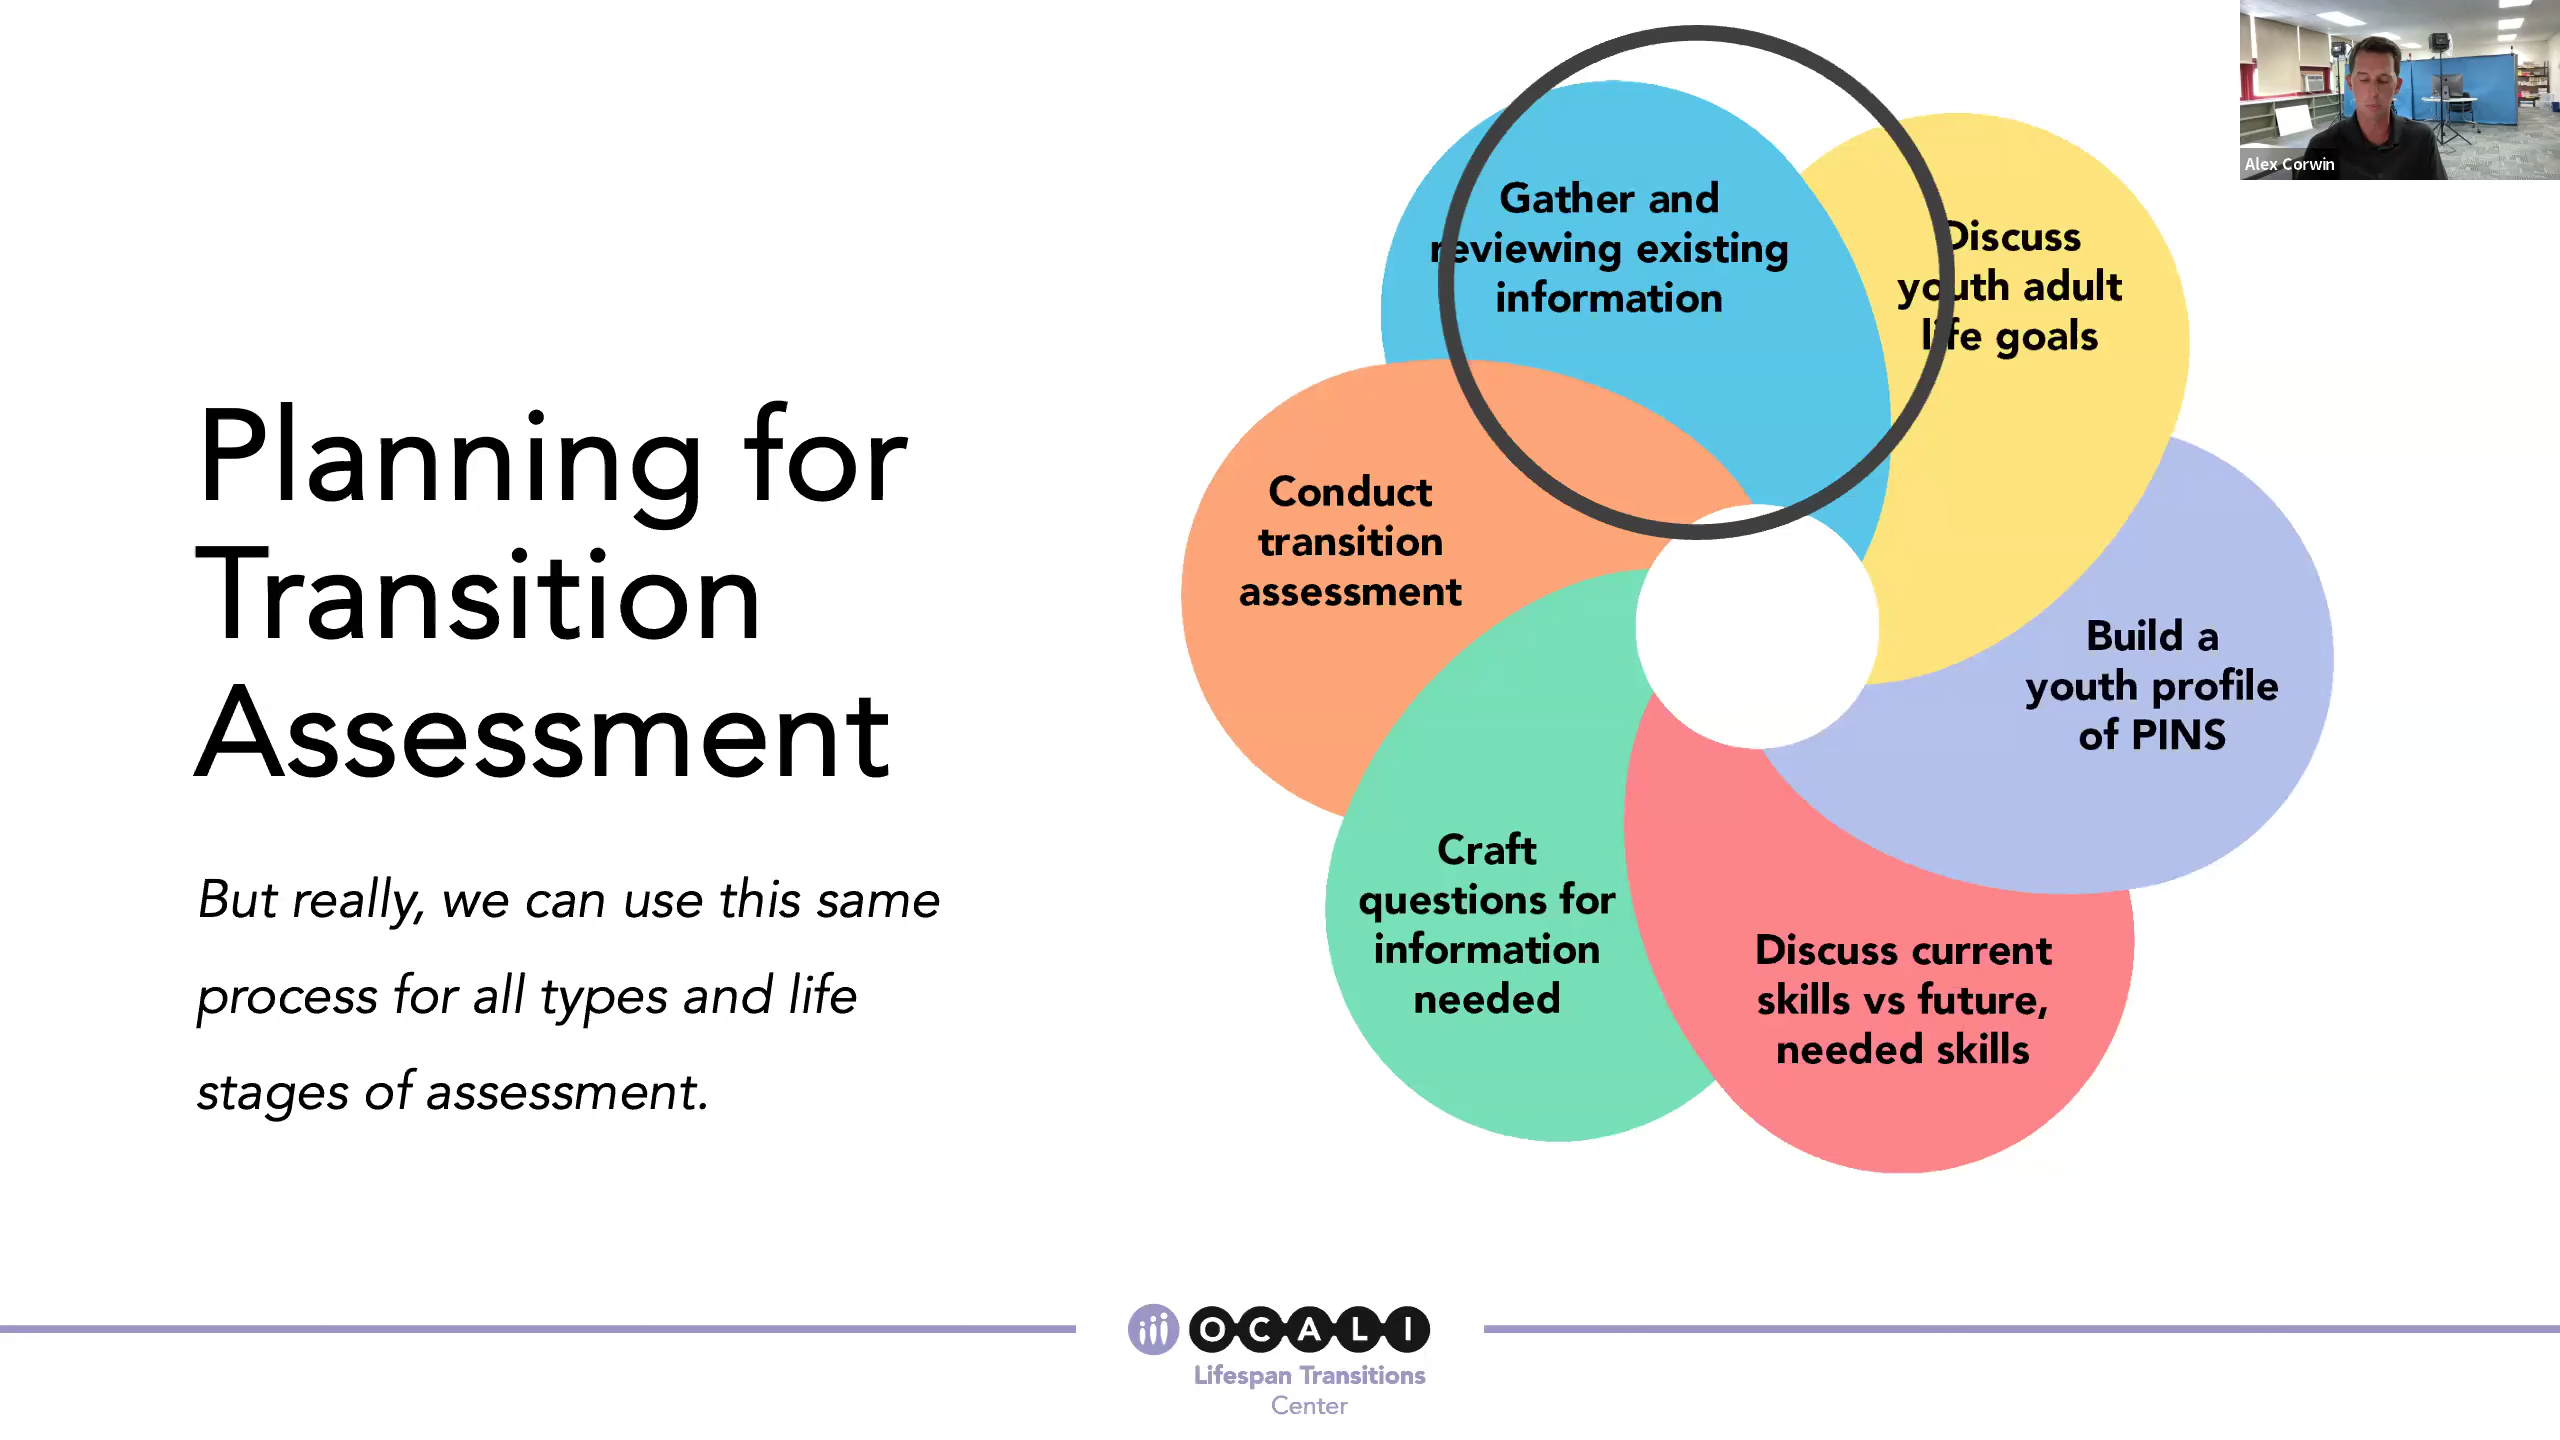 Planning for
Transition
Assessment
But really, we can use this same
process for all types and life
stages of assessment.
Gather and
reviewing existing
information
Discuss
youth adult
life goals
Build a
youth profile
of PINS
Discuss current
skills vs future,
needed skills
Craft
questions for
information
needed
Conduct
transition
assessment
Alex Corwin
OCALI
Lifespan Transitions
Center